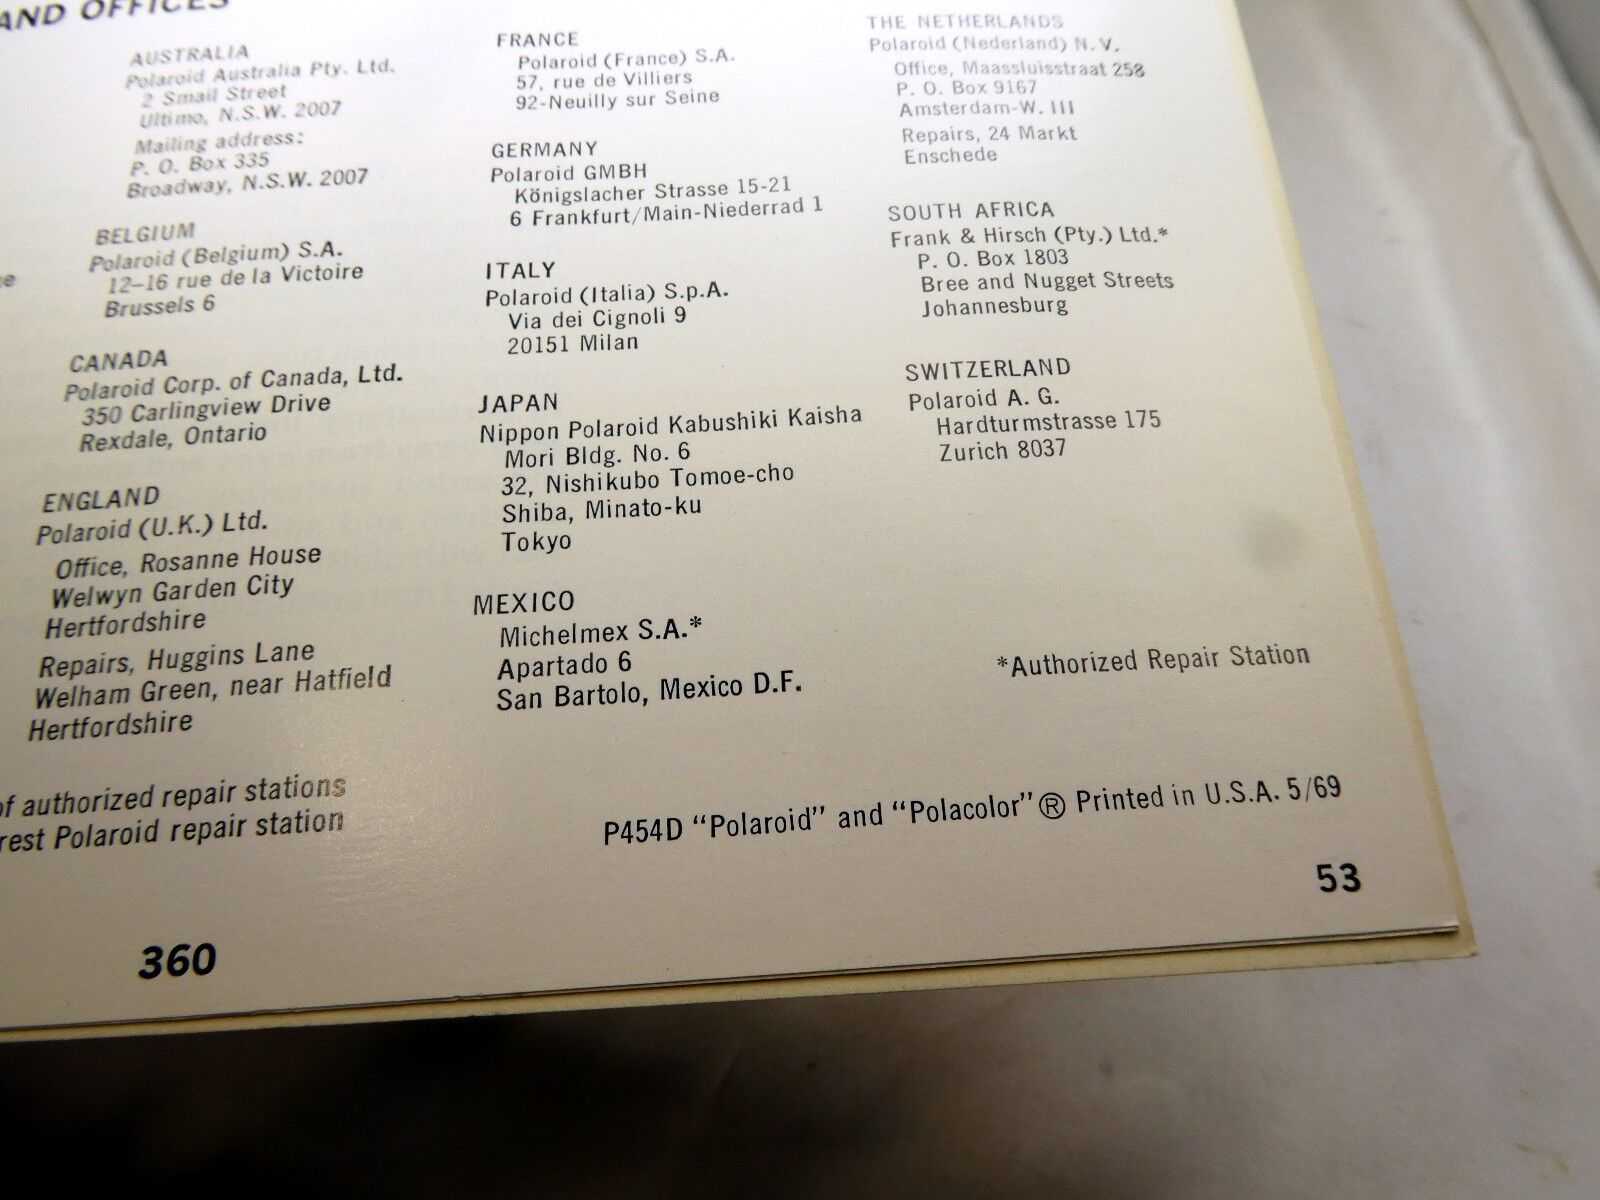 AND OFFICES
AUSTRALIA
Polaroid Australia Pty. Ltd.
2 Small Street
Ultimo, N.S.W. 2007
Mailing address:
P. O. Box 335
Broadway, N.S.W. 2007
BELGIUM
Polaroid (Belgium) S.A.
12–16 rue de la Victoire
Brussels 6
CANADA
Polaroid Corp. of Canada, Ltd.
350 Carlingview Drive
Rexdale, Ontario
ENGLAND
Polaroid (U.K.) Ltd.
Office, Rosanne House
Welwyn Garden City
Hertfordshire
Repairs, Huggins Lane
Welham Green, near Hatfield
Hertfordshire
of authorized repair stations
rest Polaroid repair station
360
FRANCE
Polaroid (France) S.A.
57, rue de Villiers
92-Neuilly sur Seine
GERMANY
Polaroid GMBH
Königslacher Strasse 15-21
6 Frankfurt/Main-Niederrad 1
ITALY
Polaroid (Italia) S.p.A.
Via dei Cignoli 9
20151 Milan
JAPAN
Nippon Polaroid Kabushiki Kaisha
Mori Bldg. No. 6
32, Nishikubo Tomoe-cho
Shiba, Minato-ku
Tokyo
MEXICO
Michelmex S.A.*
Apartado 6
San Bartolo, Mexico D.F.
THE NETHERLANDS
Polaroid (Nederland) N.V.
Office, Maassluisstraat 258
P. O. Box 9167
Amsterdam-W. III
Repairs, 24 Markt
Enschede
SOUTH AFRICA
Frank & Hirsch (Pty.) Ltd.*
P. O. Box 1803
Bree and Nugget Streets
Johannesburg
SWITZERLAND
Polaroid A. G.
Hardturmstrasse 175
Zurich 8037
*Authorized Repair Station
P454D “Polaroid” and “Polacolor”® Printed in U.S.A. 5/69
53